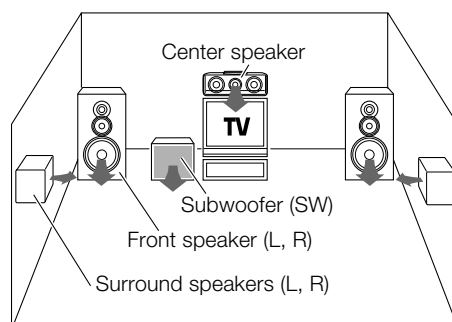 Center speaker
TV
Subwoofer (SW)
Front speaker (L, R)
Surround speakers (L, R)